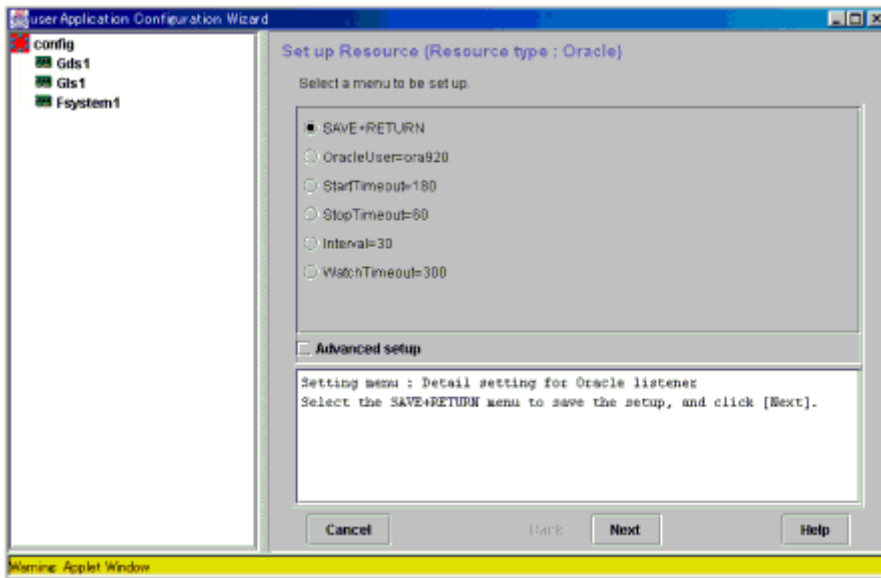 userApplication Configuration Wizard
config
Gds1
Gls1
Fsystem1
Set up Resource (Resource type : Oracle)
Select a menu to be set up.
SAVE+RETURN
OracleUser=ora920
StartTimeout=180
StopTimeout=60
Interval=30
WatchTimeout=300
Advanced setup
Setting menu : Detail setting for Oracle listener
Select the SAVE+RETURN menu to save the setup, and click [Next].
Cancel
Back
Next
Help
Warning: Applet Window